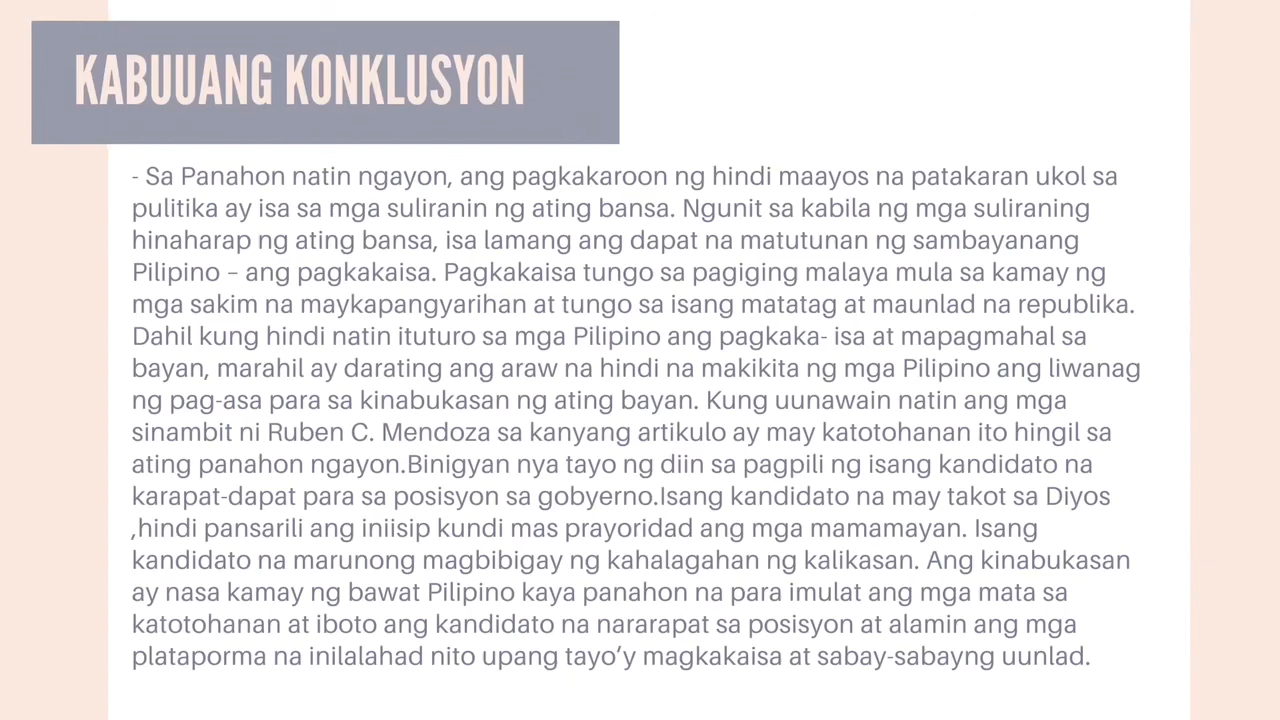 KABUUANG KONKLUSYON
- Sa Panahon natin ngayon, ang pagkakaroon ng hindi maayos na patakaran ukol sa
pulitika ay isa sa mga suliranin ng ating bansa. Ngunit sa kabila ng mga suliraning
hinaharap ng ating bansa, isa lamang ang dapat na matutunan ng sambayanang
Pilipino – ang pagkakaisa. Pagkakaisa tungo sa pagiging malaya mula sa kamay ng
mga sakim na maykapangyarihan at tungo sa isang matatag at maunlad na republika.
Dahil kung hindi natin ituturo sa mga Pilipino ang pagkaka- isa at mapagmahal sa
bayan, marahil ay darating ang araw na hindi na makikita ng mga Pilipino ang liwanag
ng pag-asa para sa kinabukasan ng ating bayan. Kung uunawain natin ang mga
sinambit ni Ruben C. Mendoza sa kanyang artikulo ay may katotohanan ito hingil sa
ating panahon ngayon.Binigyan nya tayo ng diin sa pagpili ng isang kandidato na
karapat-dapat para sa posisyon sa gobyerno.Isang kandidato na may takot sa Diyos
,hindi pansarili ang iniisip kundi mas prayoridad ang mga mamamayan. Isang
kandidato na marunong magbibigay ng kahalagahan ng kalikasan. Ang kinabukasan
ay nasa kamay ng bawat Pilipino kaya panahon na para imulat ang mga mata sa
katotohanan at iboto ang kandidato na nararapat sa posisyon at alamin ang mga
plataporma na inilalahad nito upang tayo’y magkakaisa at sabay-sabayng uunlad.